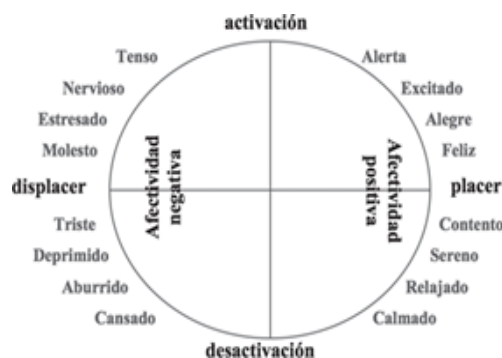 activación
Tenso
Alerta
Nervioso
Excitado
Estresado
Alegre
Molesto
Feliz
displacer
Afectividad
negativa
Afectividad
positiva
placer
Triste
Contento
Deprimido
Sereno
Aburrido
Relajado
Cansado
Calmado
desactivación